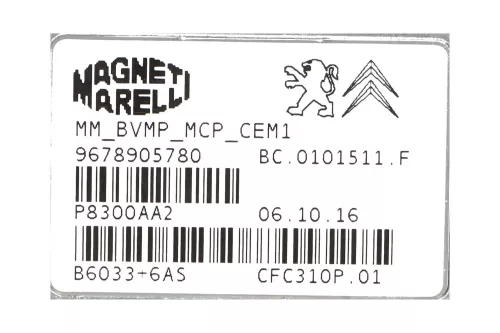 MAGNETI
MARELLI
MM_BVMP_MCP_CEM1
9678905780 BC.0101511.F
P8300AA2 06.10.16
B6033+6AS CFC310P.01